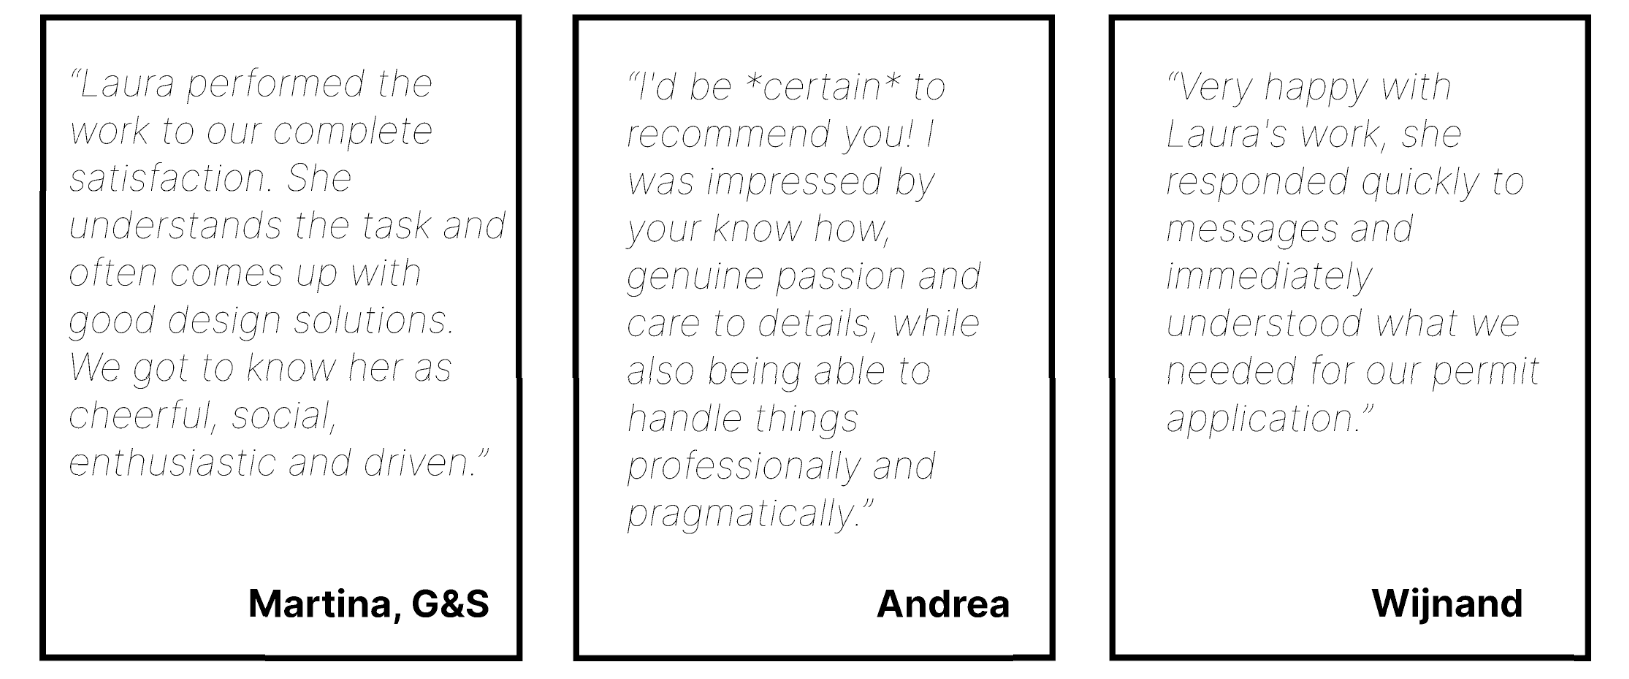 “Laura performed the
work to our complete
satisfaction. She
understands the task and
often comes up with
good design solutions.
We got to know her as
cheerful, social,
enthusiastic and driven.”
Martina, G&S
“I'd be *certain* to
recommend you! I
was impressed by
your know how,
genuine passion and
care to details, while
also being able to
handle things
professionally and
pragmatically.”
Andrea
“Very happy with
Laura's work, she
responded quickly to
messages and
immediately
understood what we
needed for our permit
application.”
Wijnand